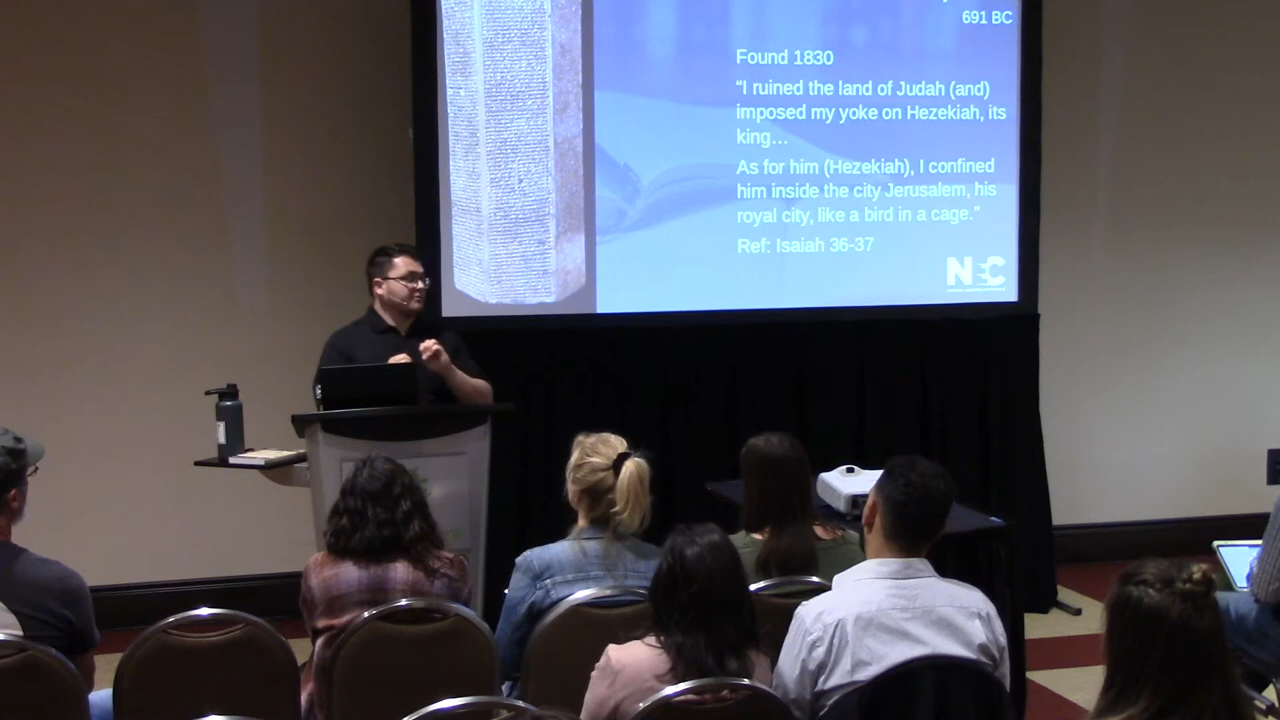 691 BC
Found 1830
“I ruined the land of Judah (and)
imposed my yoke on Hezekiah, its
king…
As for him (Hezekiah), I confined
him inside the city Jerusalem, his
royal city, like a bird in a cage.”
Ref: Isaiah 36-37
NEC